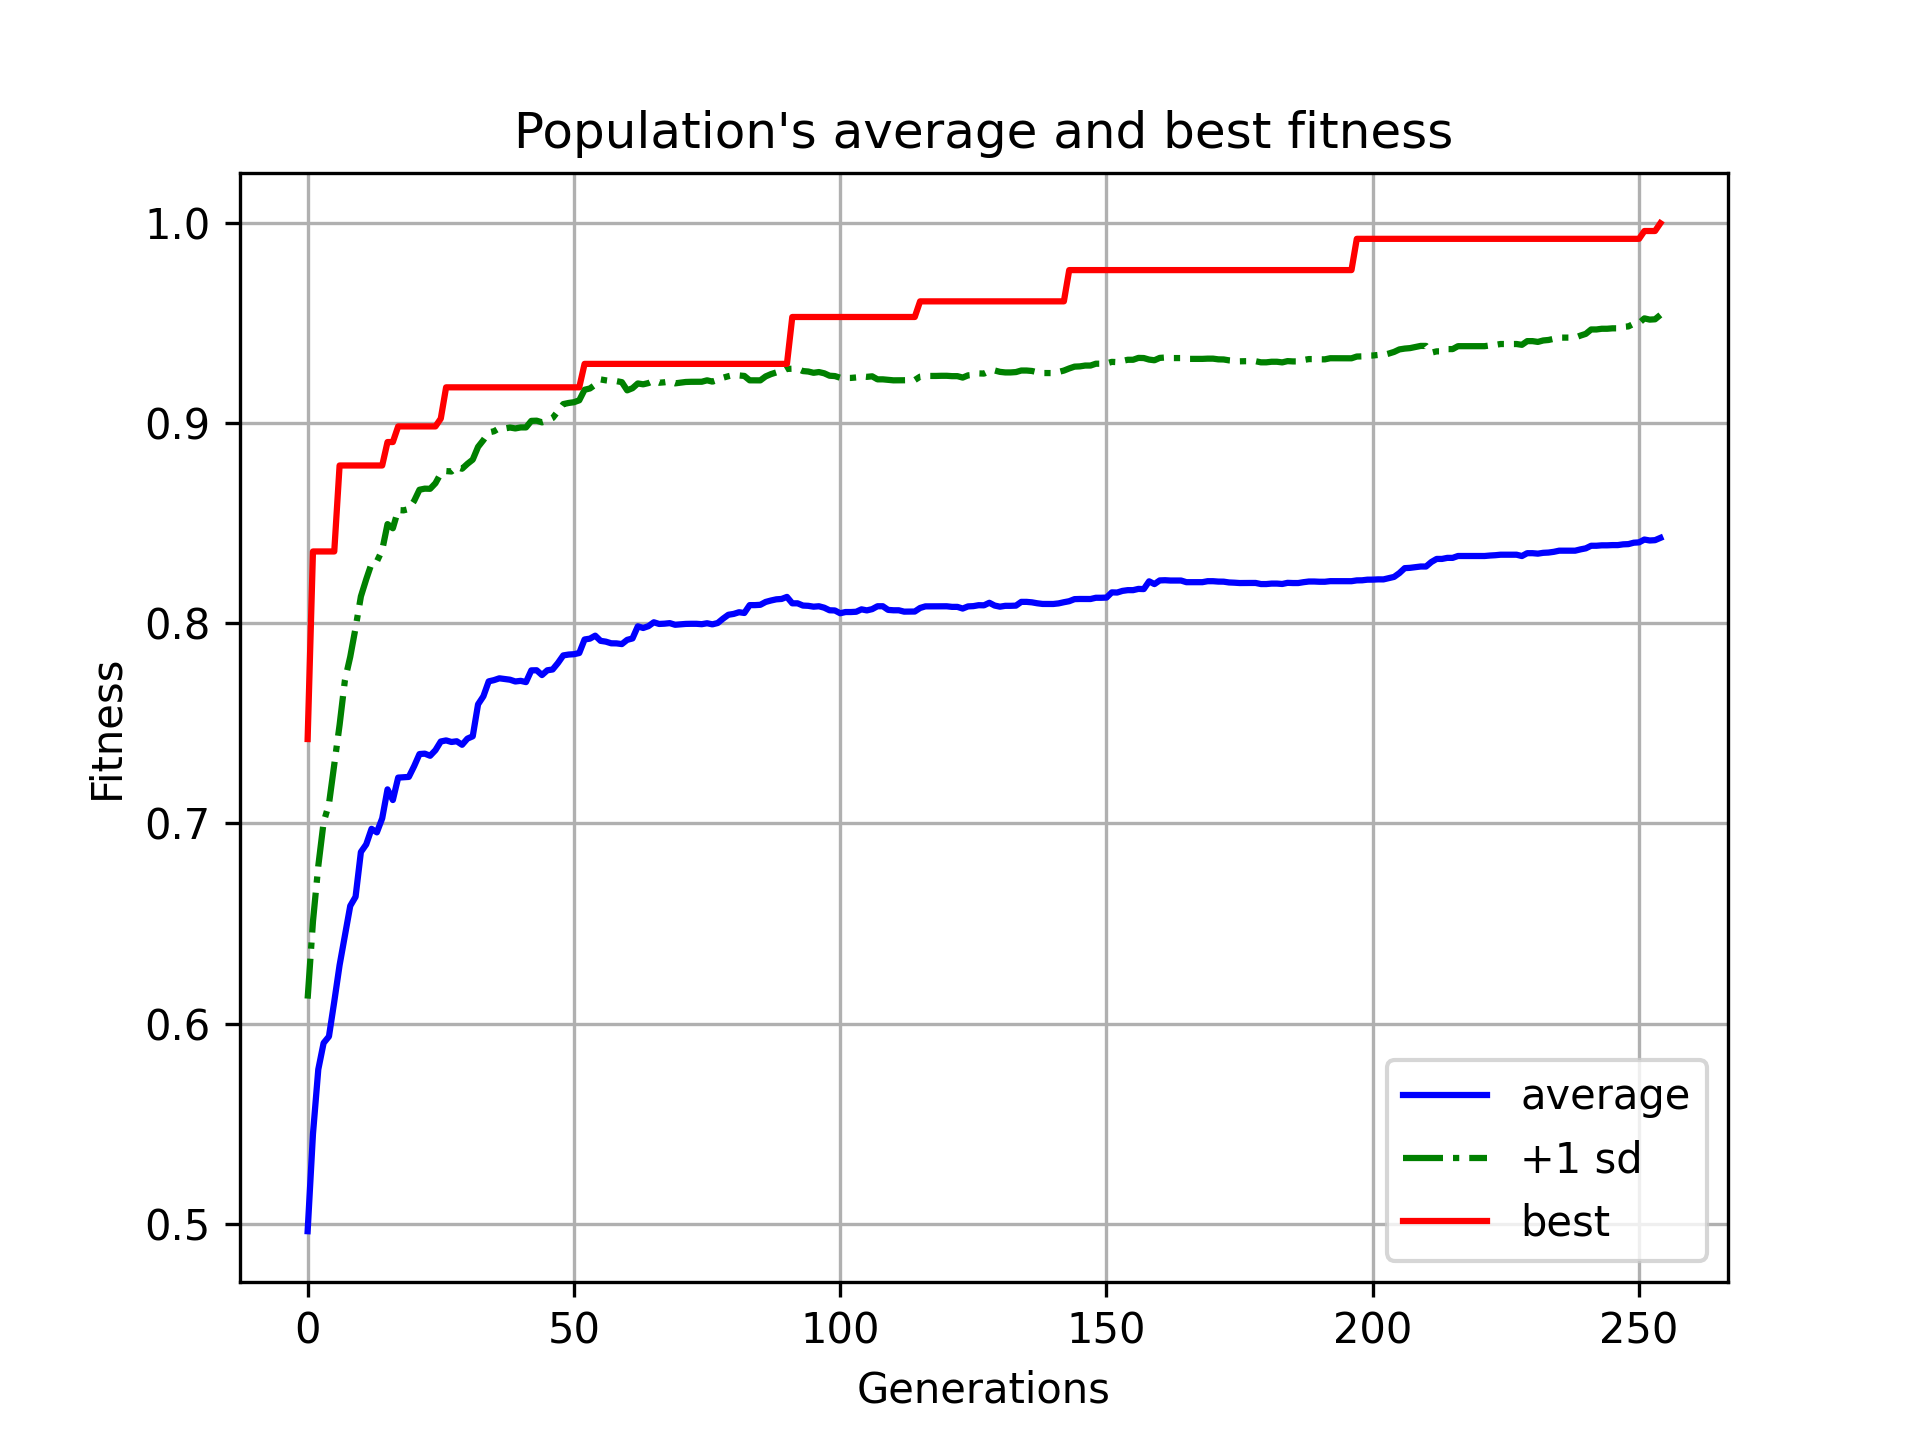 Population's average and best fitness
1.0
0.9
0.8
0.7
0.6
0.5
Fitness
average
+1 sd
best
0 50 100 150 200 250
Generations